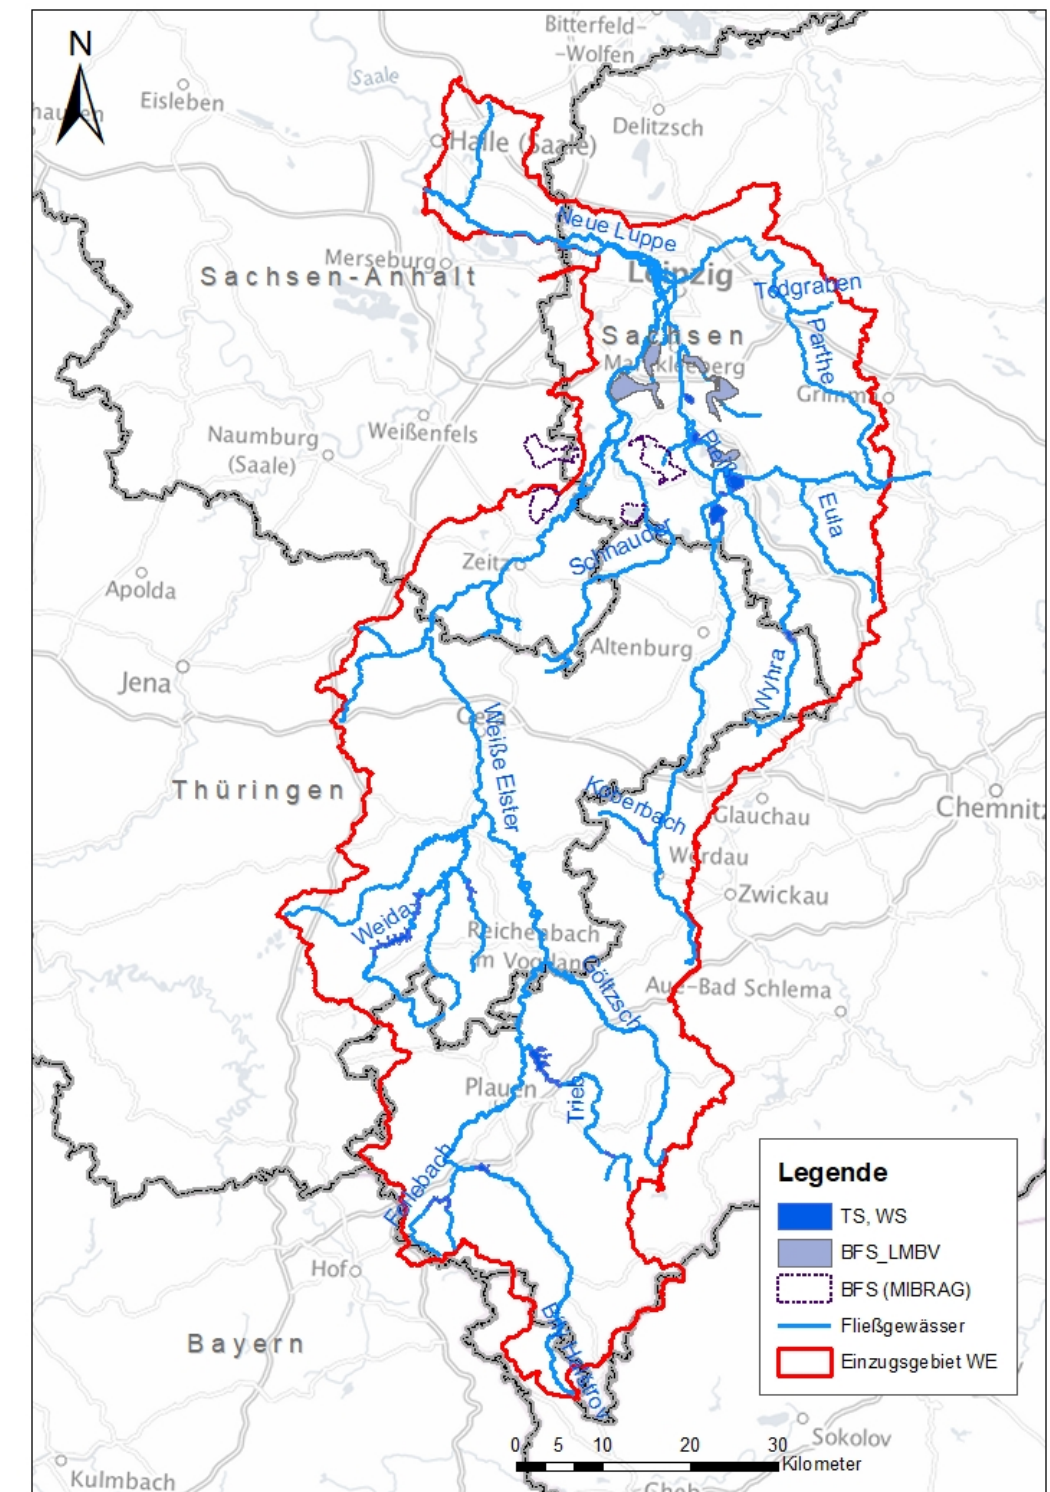 N
Bitterfeld-
-Wolfen
Saale
Eisleben
Delitzsch
Halle (Saale)
Neue Luppe
Merseburg
Sachsen-Anhalt
Leipzig
Todgraben
Sachsen
Parthe
Markkleeberg
Grimma
Naumburg
(Saale)
Weißenfels
Eula
Schnauder
Zeitz
Apolda
Altenburg
Jena
Wyhra
Gera
Weiße Elster
Thüringen
Koberbach
Chemnitz
Glauchau
Werdau
Zwickau
Weida
Reichenbach
im Vogtland
Göltzsch
Aue-Bad Schlema
Plauen
Trieb
Hof
Bayern
Sokolov
Kulmbach
Cheb
Legende
TS, WS
BFS_LMBV
BFS (MIBRAG)
Fließgewässer
Einzugsgebiet WE
0 5 10 20 30
Kilometer